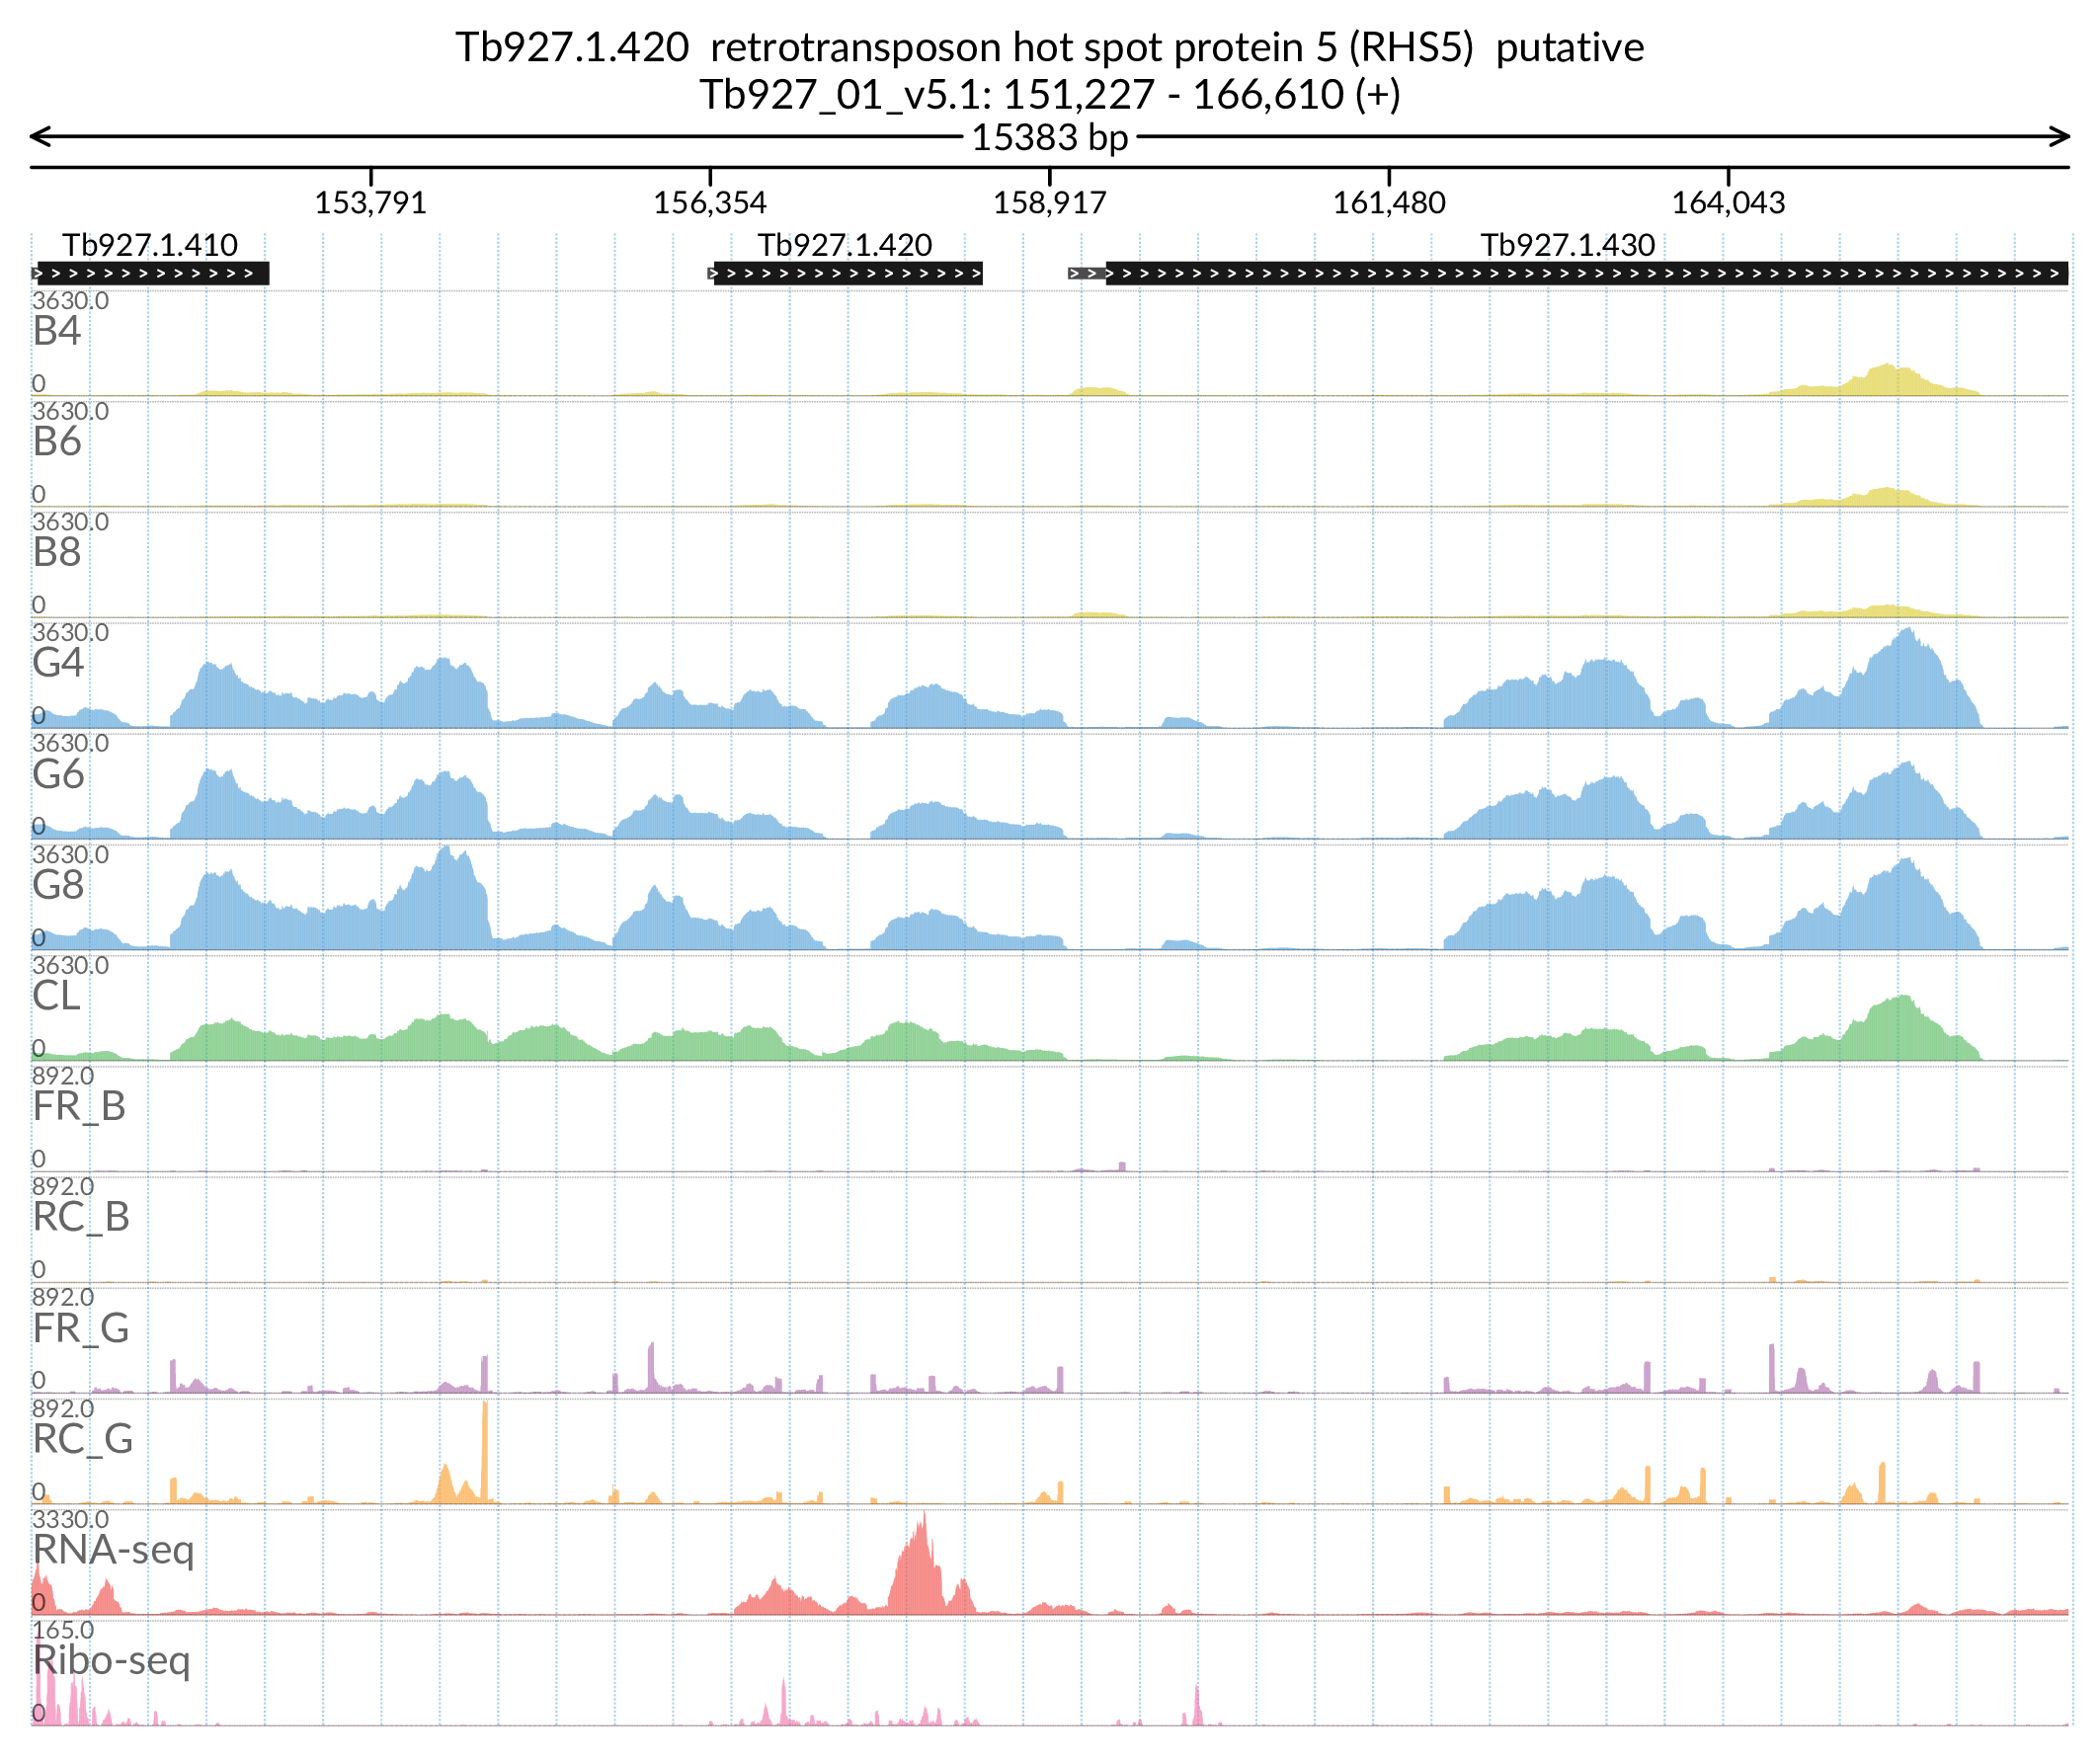 Tb927.1.420  retrotransposon hot spot protein 5 (RHS5)  putative
Tb927_01_v5.1: 151,227 - 166,610 (+)
15383 bp
153,791 156,354 158,917 161,480 164,043
Tb927.1.410 Tb927.1.420 Tb927.1.430
3630.0
B4
0
3630.0
B6
0
3630.0
B8
0
3630.0
G4
0
3630.0
G6
0
3630.0
G8
0
3630.0
CL
0
892.0
FR_B
0
892.0
RC_B
0
892.0
FR_G
0
892.0
RC_G
0
3330.0
RNA-seq
0
165.0
Ribo-seq
0